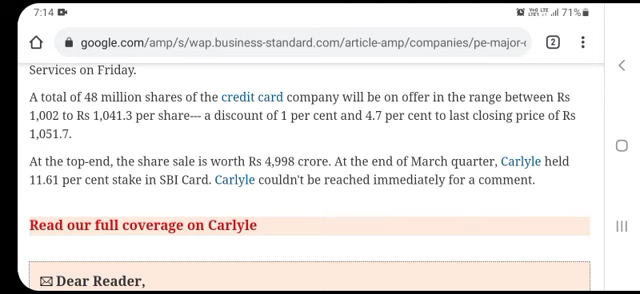 7:14
71%
google.com/amp/s/wap.business-standard.com/article-amp/companies/pe-major-
2
Services on Friday.
A total of 48 million shares of the credit card company will be on offer in the range between Rs
1,002 to Rs 1,041.3 per share--- a discount of 1 per cent and 4.7 per cent to last closing price of Rs
1,051.7.
At the top-end, the share sale is worth Rs 4,998 crore. At the end of March quarter, Carlyle held
11.61 per cent stake in SBI Card. Carlyle couldn't be reached immediately for a comment.
Read our full coverage on Carlyle
Dear Reader,